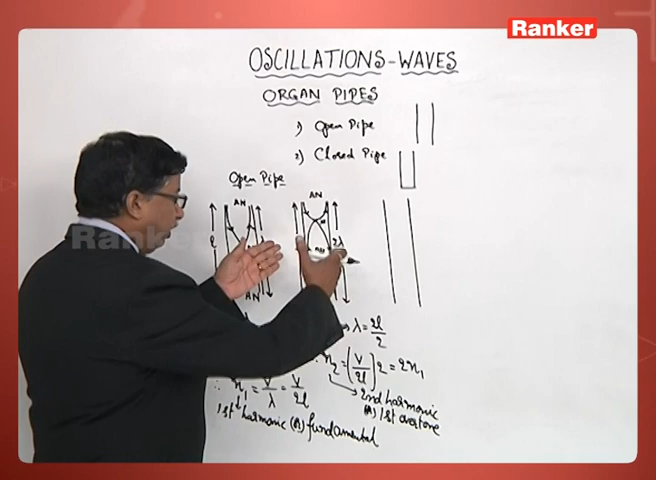 Ranker
OSCILLATIONS-WAVES
ORGAN PIPES
1) Open Pipe
2) Closed Pipe
Open Pipe
AN AN
l
AN
⇒ λ = 2l/2
∴ n₂ = (V/2l) 2 = 2n₁
2nd harmonic
(or) 1st overtone
∴ n₁ = V/λ = V/2l
1st harmonic (or) fundamental